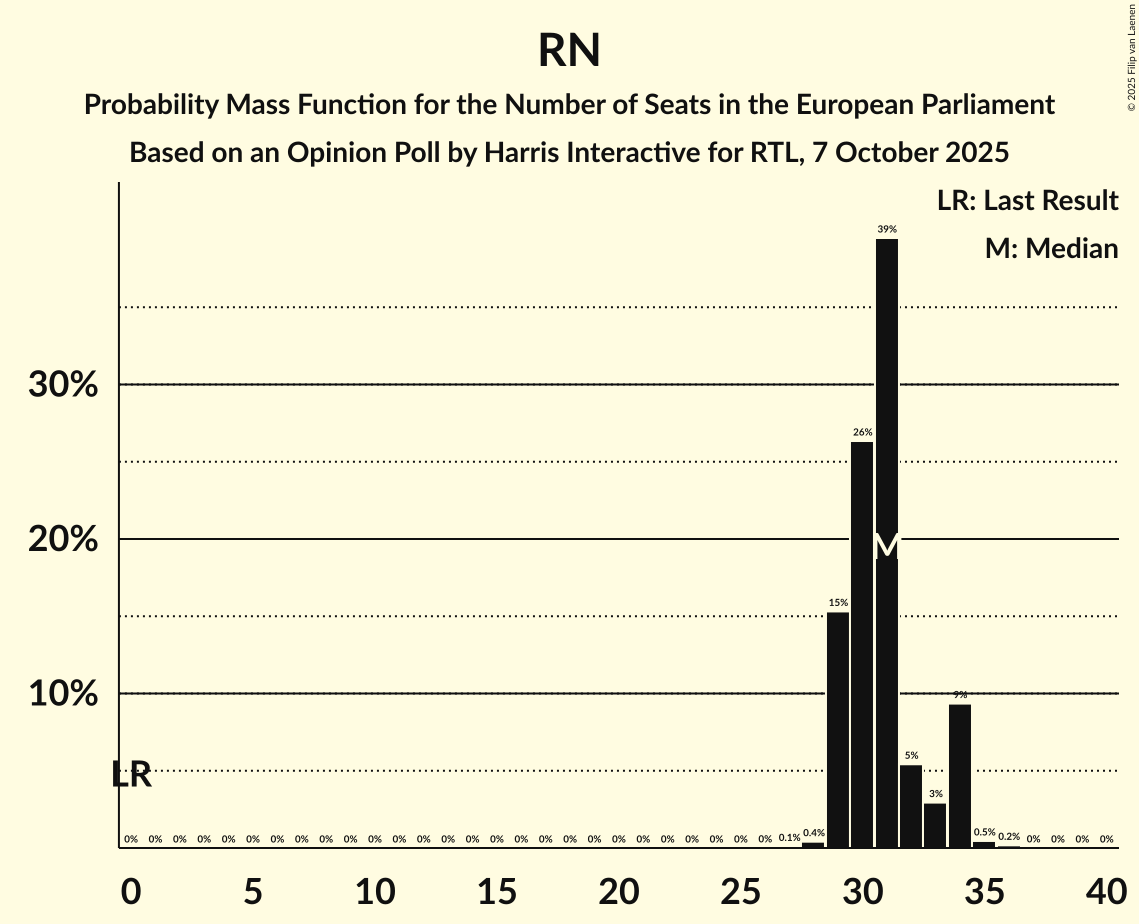 RN
Probability Mass Function for the Number of Seats in the European Parliament
Based on an Opinion Poll by Harris Interactive for RTL, 7 October 2025
© 2025 Filip van Laenen
LR: Last Result
M: Median
39%
30%
26%
20%
M
15%
10%
9%
5%
LR
3%
0% 0% 0% 0% 0% 0% 0% 0% 0% 0% 0% 0% 0% 0% 0% 0% 0% 0% 0% 0% 0% 0% 0% 0% 0% 0% 0% 0.1% 0.4% 0.5% 0.2% 0% 0% 0% 0%
0 5 10 15 20 25 30 35 40